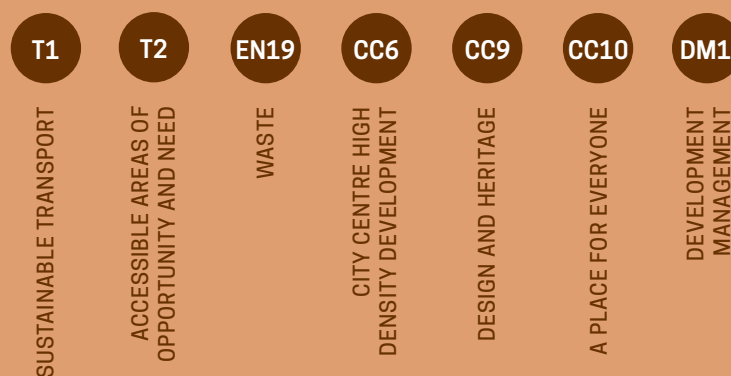 T1
T2
EN19
CC6
CC9
CC10
DM1
SUSTAINABLE TRANSPORT
ACCESSIBLE AREAS OF
OPPORTUNITY AND NEED
WASTE
CITY CENTRE HIGH
DENSITY DEVELOPMENT
DESIGN AND HERITAGE
A PLACE FOR EVERYONE
DEVELOPMENT
MANAGEMENT